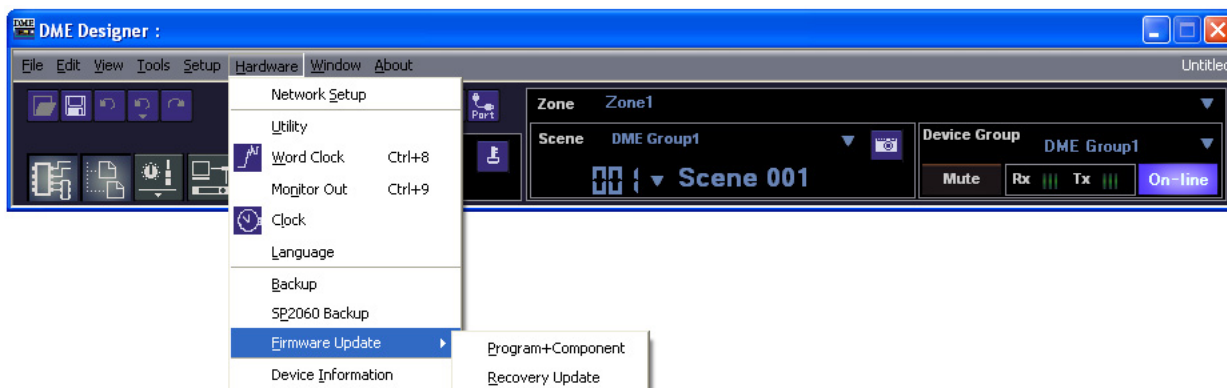 DME Designer :
File Edit View Tools Setup Hardware Window About Untitled
Network Setup
Utility
Word Clock Ctrl+8
Monitor Out Ctrl+9
Clock
Language
Backup
SP2060 Backup
Firmware Update
Device Information
Program+Component
Recovery Update
Port
Zone Zone1
Scene DME Group1
001 Scene 001
Device Group DME Group1
Mute Rx Tx On-line